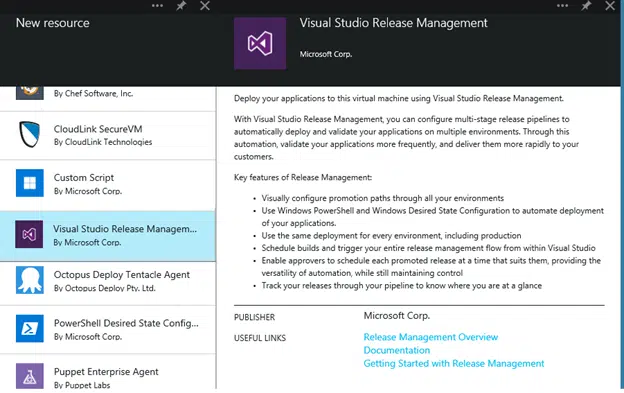 New resource
By Chef Software, Inc.
CloudLink SecureVM
By CloudLink Technologies
Custom Script
By Microsoft Corp.
Visual Studio Release Managem...
By Microsoft Corp.
Octopus Deploy Tentacle Agent
By Octopus Deploy Pty. Ltd.
PowerShell Desired State Config...
By Microsoft Corp.
Puppet Enterprise Agent
By Puppet Labs
Visual Studio Release Management
Microsoft Corp.
Deploy your applications to this virtual machine using Visual Studio Release Management.
With Visual Studio Release Management, you can configure multi-stage release pipelines to
automatically deploy and validate your applications on multiple environments. Through this
automation, validate your applications more frequently, and deliver them more rapidly to your
customers.
Key features of Release Management:
• Visually configure promotion paths through all your environments
• Use Windows PowerShell and Windows Desired State Configuration to automate deployment
of your applications.
• Use the same deployment for every environment, including production
• Schedule builds and trigger your entire release management flow from within Visual Studio
• Enable approvers to schedule each promoted release at a time that suits them, providing the
versatility of automation, while still maintaining control
• Track your releases through your pipeline to know where you are at a glance
PUBLISHER Microsoft Corp.
USEFUL LINKS Release Management Overview
Documentation
Getting Started with Release Management